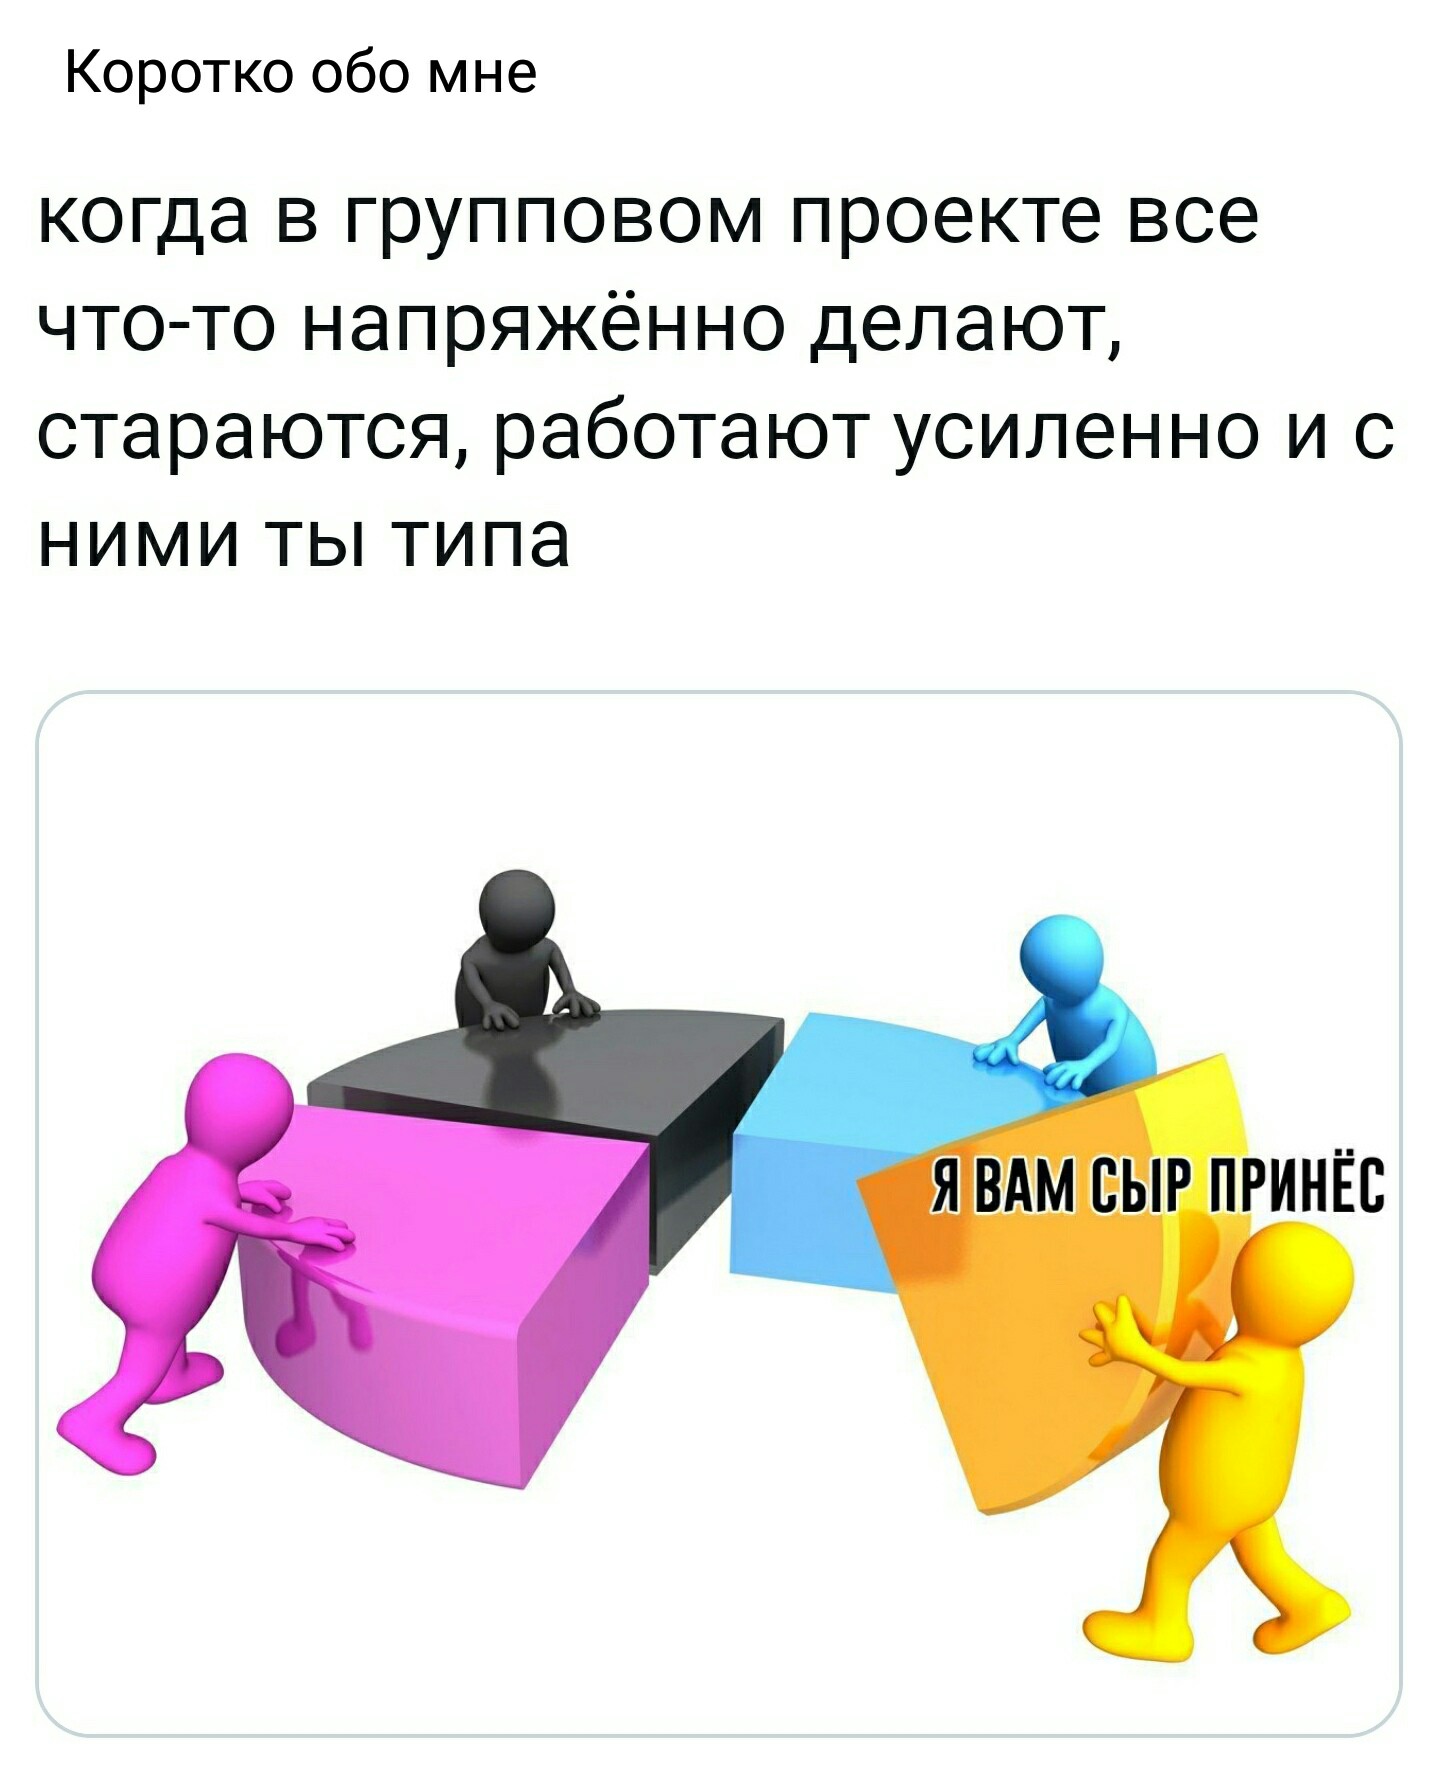 Коротко обо мне
когда в групповом проекте все
что-то напряжённо делают,
стараются, работают усиленно и с
ними ты типа
Я ВАМ СЫР ПРИНЁС